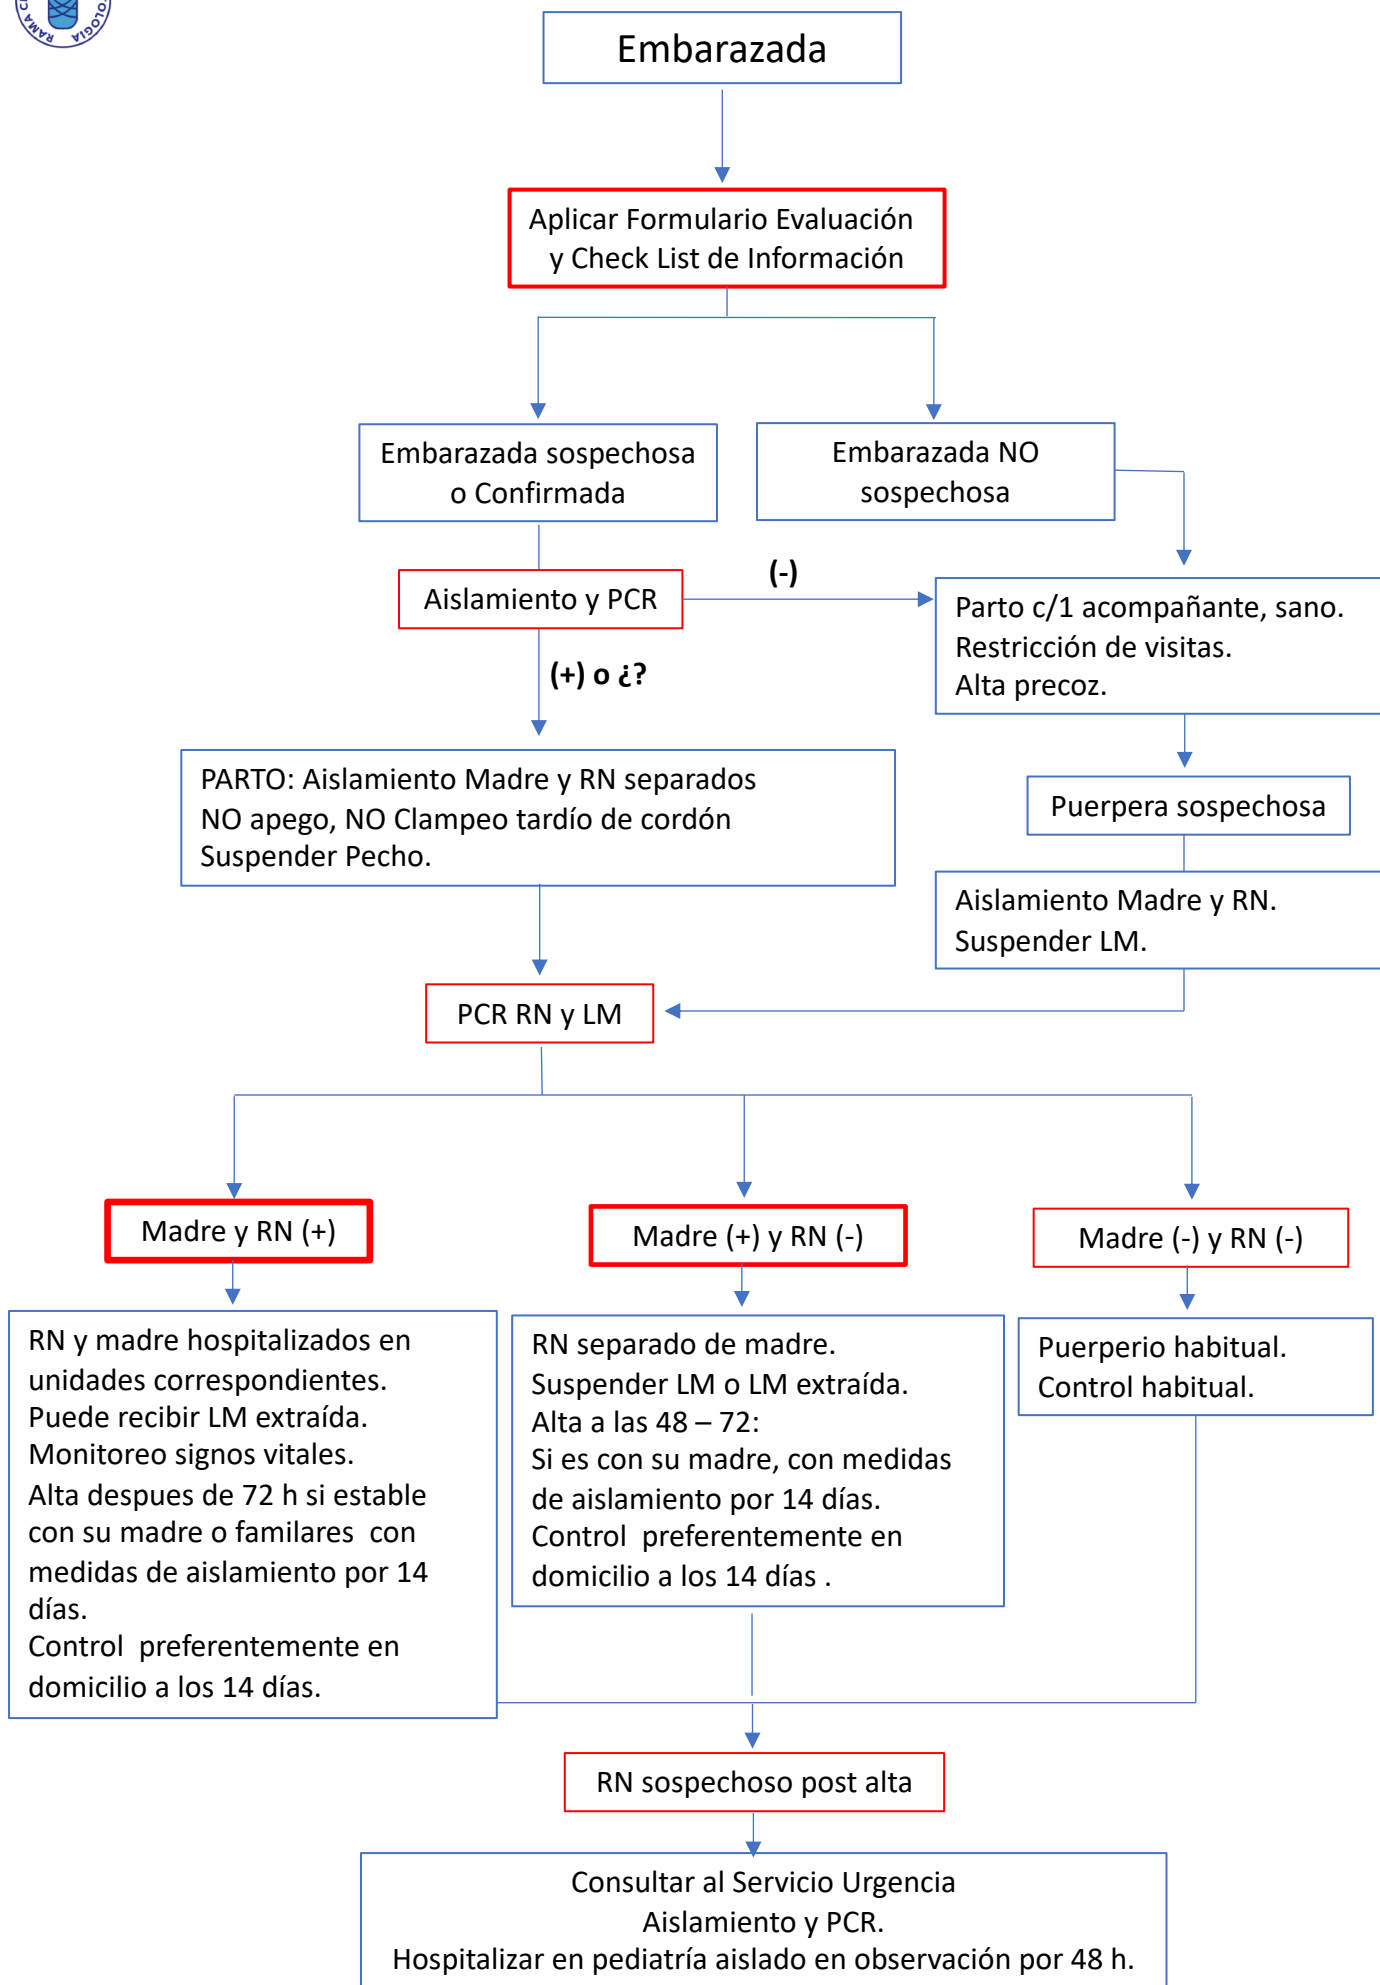 RAMA
OLOGIA
Embarazada
Aplicar Formulario Evaluación
y Check List de Información
Embarazada sospechosa
o Confirmada
Embarazada NO
sospechosa
Aislamiento y PCR
(-)
(+) o ¿?
Parto c/1 acompañante, sano.
Restricción de visitas.
Alta precoz.
PARTO: Aislamiento Madre y RN separados
NO apego, NO Clampeo tardío de cordón
Suspender Pecho.
Puerpera sospechosa
Aislamiento Madre y RN.
Suspender LM.
PCR RN y LM
Madre y RN (+)
Madre (+) y RN (-)
Madre (-) y RN (-)
RN y madre hospitalizados en
unidades correspondientes.
Puede recibir LM extraída.
Monitoreo signos vitales.
Alta despues de 72 h si estable
con su madre o familares  con
medidas de aislamiento por 14
días.
Control  preferentemente en
domicilio a los 14 días.
RN separado de madre.
Suspender LM o LM extraída.
Alta a las 48 – 72:
Si es con su madre, con medidas
de aislamiento por 14 días.
Control  preferentemente en
domicilio a los 14 días .
Puerperio habitual.
Control habitual.
RN sospechoso post alta
Consultar al Servicio Urgencia
Aislamiento y PCR.
Hospitalizar en pediatría aislado en observación por 48 h.